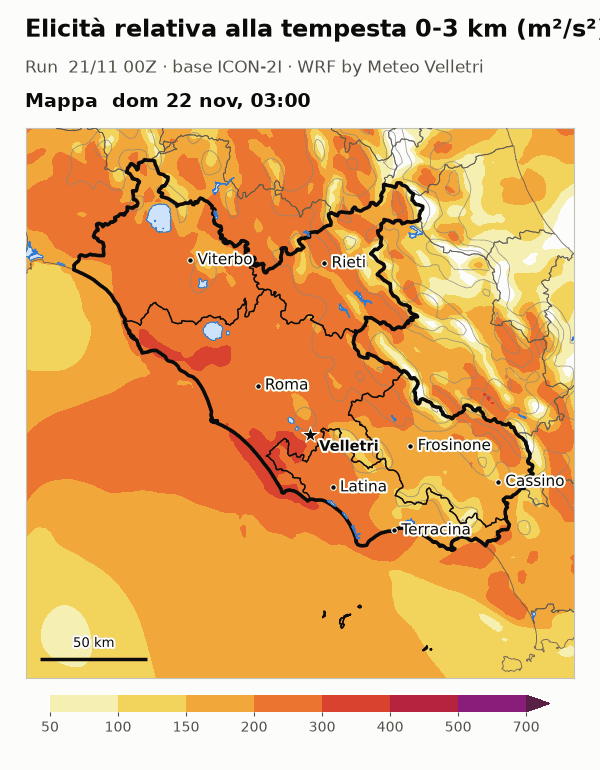 Elicità relativa alla tempesta 0-3 km (m²/s²)
Run 21/11 00Z · base ICON-2I · WRF by Meteo Velletri
Mappa dom 22 nov, 03:00
Viterbo
Rieti
Roma
Velletri
Frosinone
Latina
Cassino
Terracina
50 km
50 100 150 200 300 400 500 700